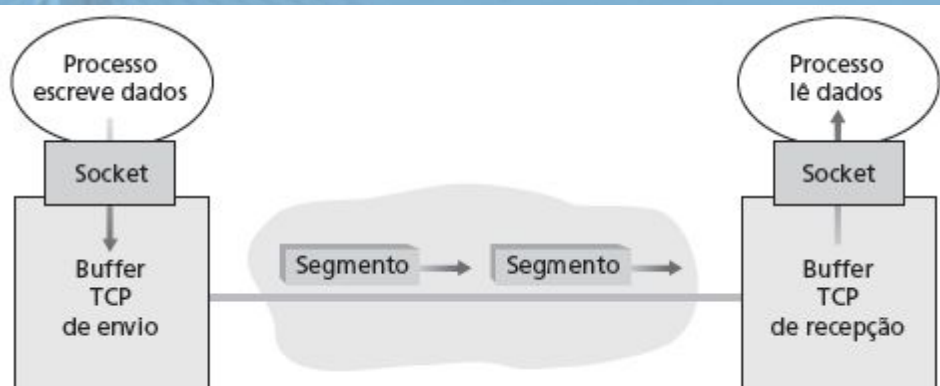 Processo
escreve dados
Socket
Buffer
TCP
de envio
Segmento
Segmento
Processo
lê dados
Socket
Buffer
TCP
de recepção